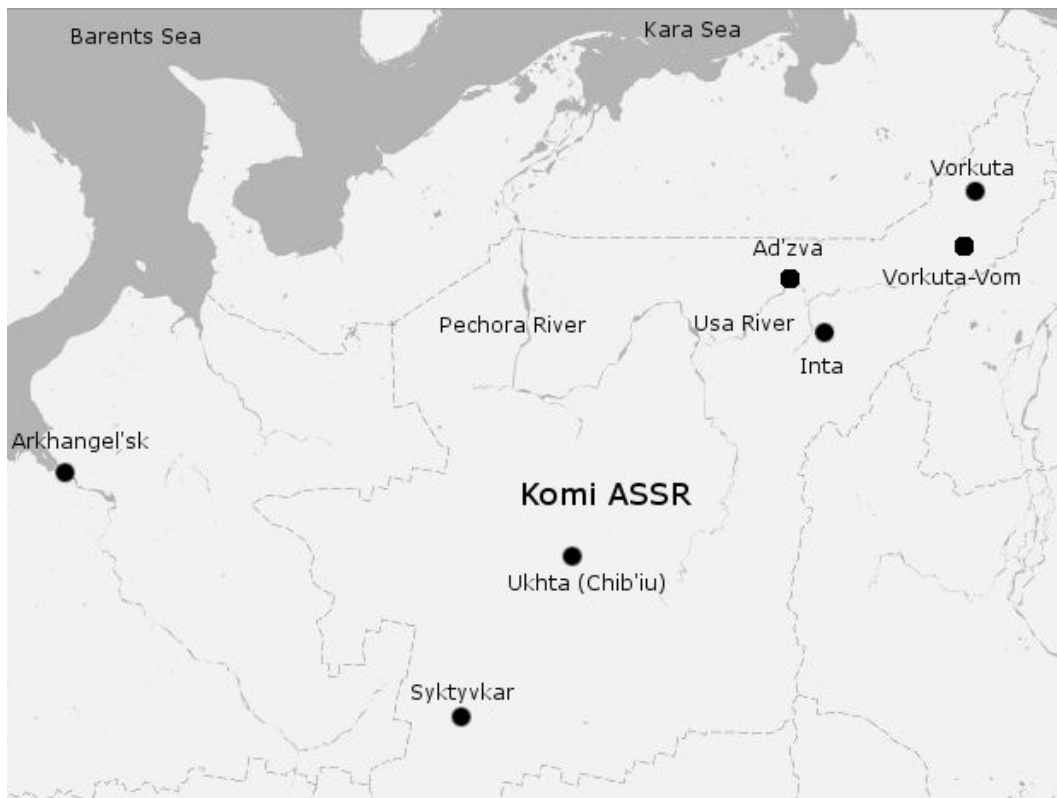 Barents Sea
Kara Sea
Vorkuta
Ad'zva
Vorkuta-Vom
Pechora River
Usa River
Inta
Arkhangel'sk
Komi ASSR
Ukhta (Chib'iu)
Syktyvkar